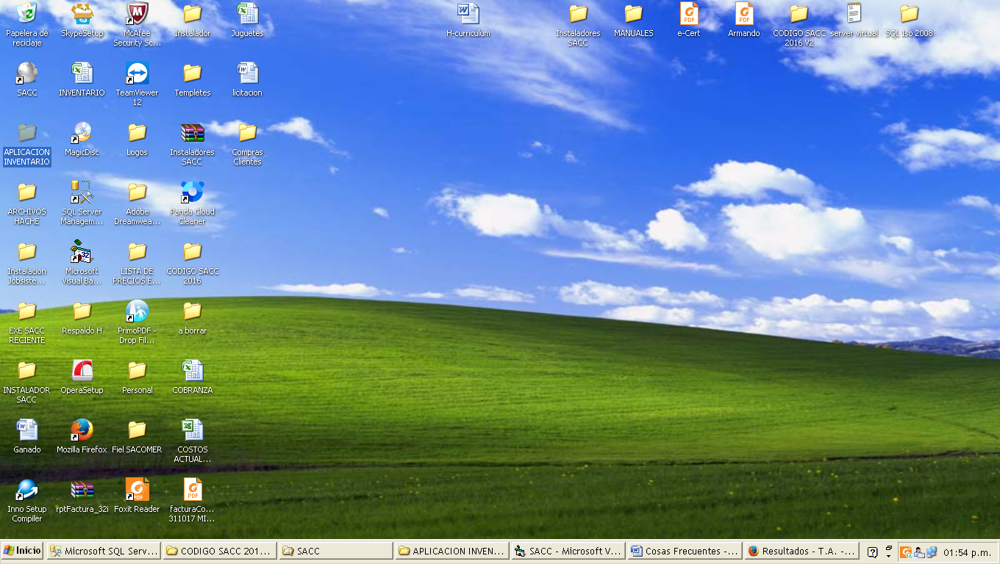 Papelera de
reciclaje
SkypeSetup
McAfee
Security Sc...
Instalador
Juguetes
H-curriculum
Instaladores
SACC
MANUALES
e-Cert
Armando
CODIGO SACC
2016 V2
server virtual
SQL Iso 2008
SACC
INVENTARIO
TeamViewer
12
Templetes
licitacion
APLICACION
INVENTARIO
MagicDisc
Logos
Instaladores
SACC
Compras
Clientes
ARCHIVOS
HACHE
SQL Server
Managem...
Adobe
Dreamwea...
Panda Cloud
Cleaner
Instalacion
Jobsiste...
Microsoft
Visual Ba...
LISTA DE
PRECIOS E...
CODIGO SACC
2016
EXE SACC
RECIENTE
Respaldo H
PrimoPDF -
Drop Fil...
a borrar
INSTALADOR
SACC
OperaSetup
Personal
COBRANZA
Ganado
Mozilla Firefox
Fiel SACOMER
COSTOS
ACTUAL...
Inno Setup
Compiler
rptFactura_32i
Foxit Reader
facturaCo...
311017 MI...
Inicio
Microsoft SQL Serv...
CODIGO SACC 201...
SACC
APLICACION INVEN...
SACC - Microsoft V...
Cosas Frecuentes -...
Resultados - T.A. -...
01:54 p.m.